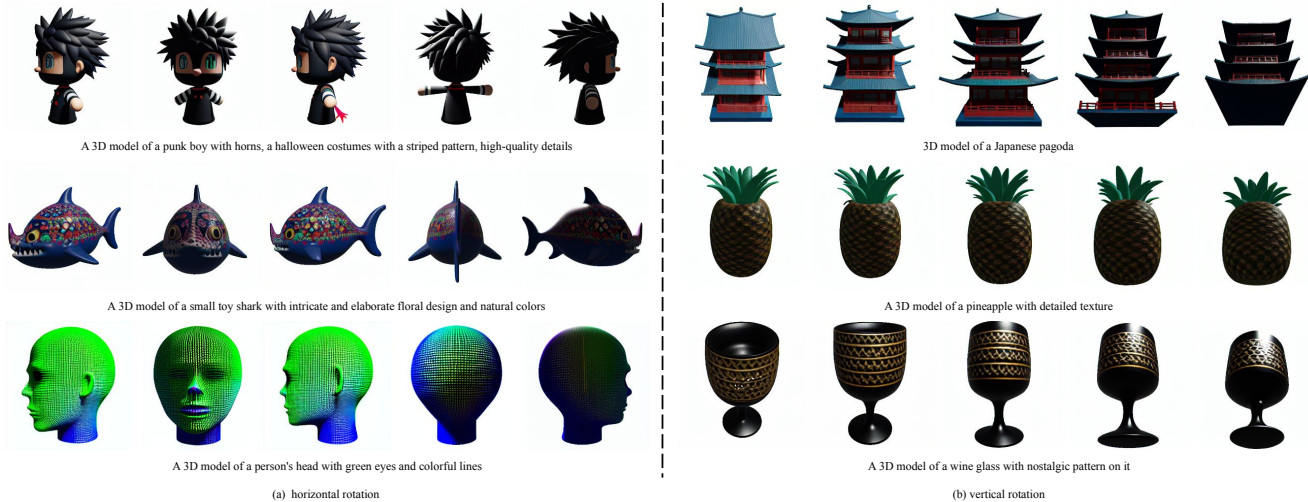 A 3D model of a punk boy with horns, a halloween costumes with a striped pattern, high-quality details
A 3D model of a small toy shark with intricate and elaborate floral design and natural colors
A 3D model of a person's head with green eyes and colorful lines
(a) horizontal rotation
3D model of a Japanese pagoda
A 3D model of a pineapple with detailed texture
A 3D model of a wine glass with nostalgic pattern on it
(b) vertical rotation